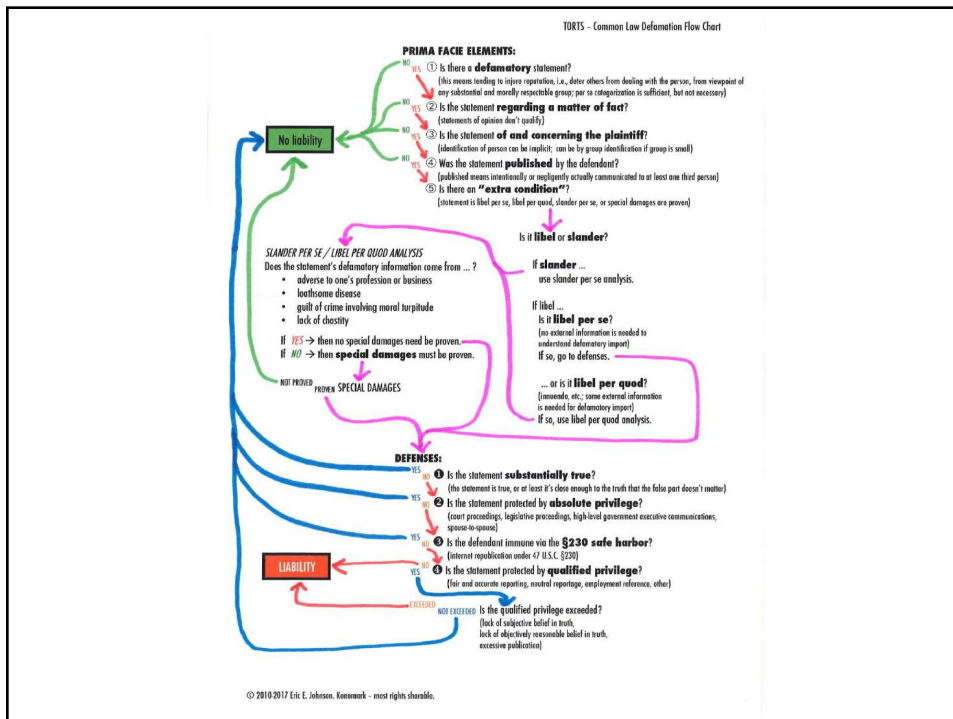 TORTS – Common Law Defamation Flow Chart
PRIMA FACIE ELEMENTS:
NO YES ① Is there a defamatory statement?
(this means tending to injure reputation, i.e., deter others from dealing with the person, from viewpoint of
any substantial and morally respectable group; per se categorization is sufficient, but not necessary)
NO YES ② Is the statement regarding a matter of fact?
(statements of opinion don't qualify)
No liability
NO YES ③ Is the statement of and concerning the plaintiff?
(identification of person can be implicit; can be by group identification if group is small)
NO YES ④ Was the statement published by the defendant?
(published means intentionally or negligently actually communicated to at least one third person)
⑤ Is there an "extra condition"?
(statement is libel per se, libel per quod, slander per se, or special damages are proven)
Is it libel or slander?
If slander ...
use slander per se analysis.
If libel ...
Is it libel per se?
(no external information is needed to
understand defamatory import)
If so, go to defenses.
... or is it libel per quod?
(innuendo, etc.; some external information
is needed for defamatory import)
If so, use libel per quod analysis.
SLANDER PER SE / LIBEL PER QUOD ANALYSIS
Does the statement's defamatory information come from ... ?
• adverse to one's profession or business
• loathsome disease
• guilt of crime involving moral turpitude
• lack of chastity
If YES → then no special damages need be proven.
If NO → then special damages must be proven.
NOT PROVED PROVEN SPECIAL DAMAGES
DEFENSES:
YES NO ❶ Is the statement substantially true?
(the statement is true, or at least it's close enough to the truth that the false part doesn't matter)
YES NO ❷ Is the statement protected by absolute privilege?
(court proceedings, legislative proceedings, high-level government executive communications,
spouse-to-spouse)
YES NO ❸ Is the defendant immune via the §230 safe harbor?
(internet republication under 47 U.S.C. §230)
LIABILITY
YES NO ❹ Is the statement protected by qualified privilege?
(fair and accurate reporting, neutral reportage, employment reference, other)
EXCEEDED NOT EXCEEDED Is the qualified privilege exceeded?
(lack of subjective belief in truth,
lack of objectively reasonable belief in truth,
excessive publication)
© 2010-2017 Eric E. Johnson. Konomark – most rights sharable.